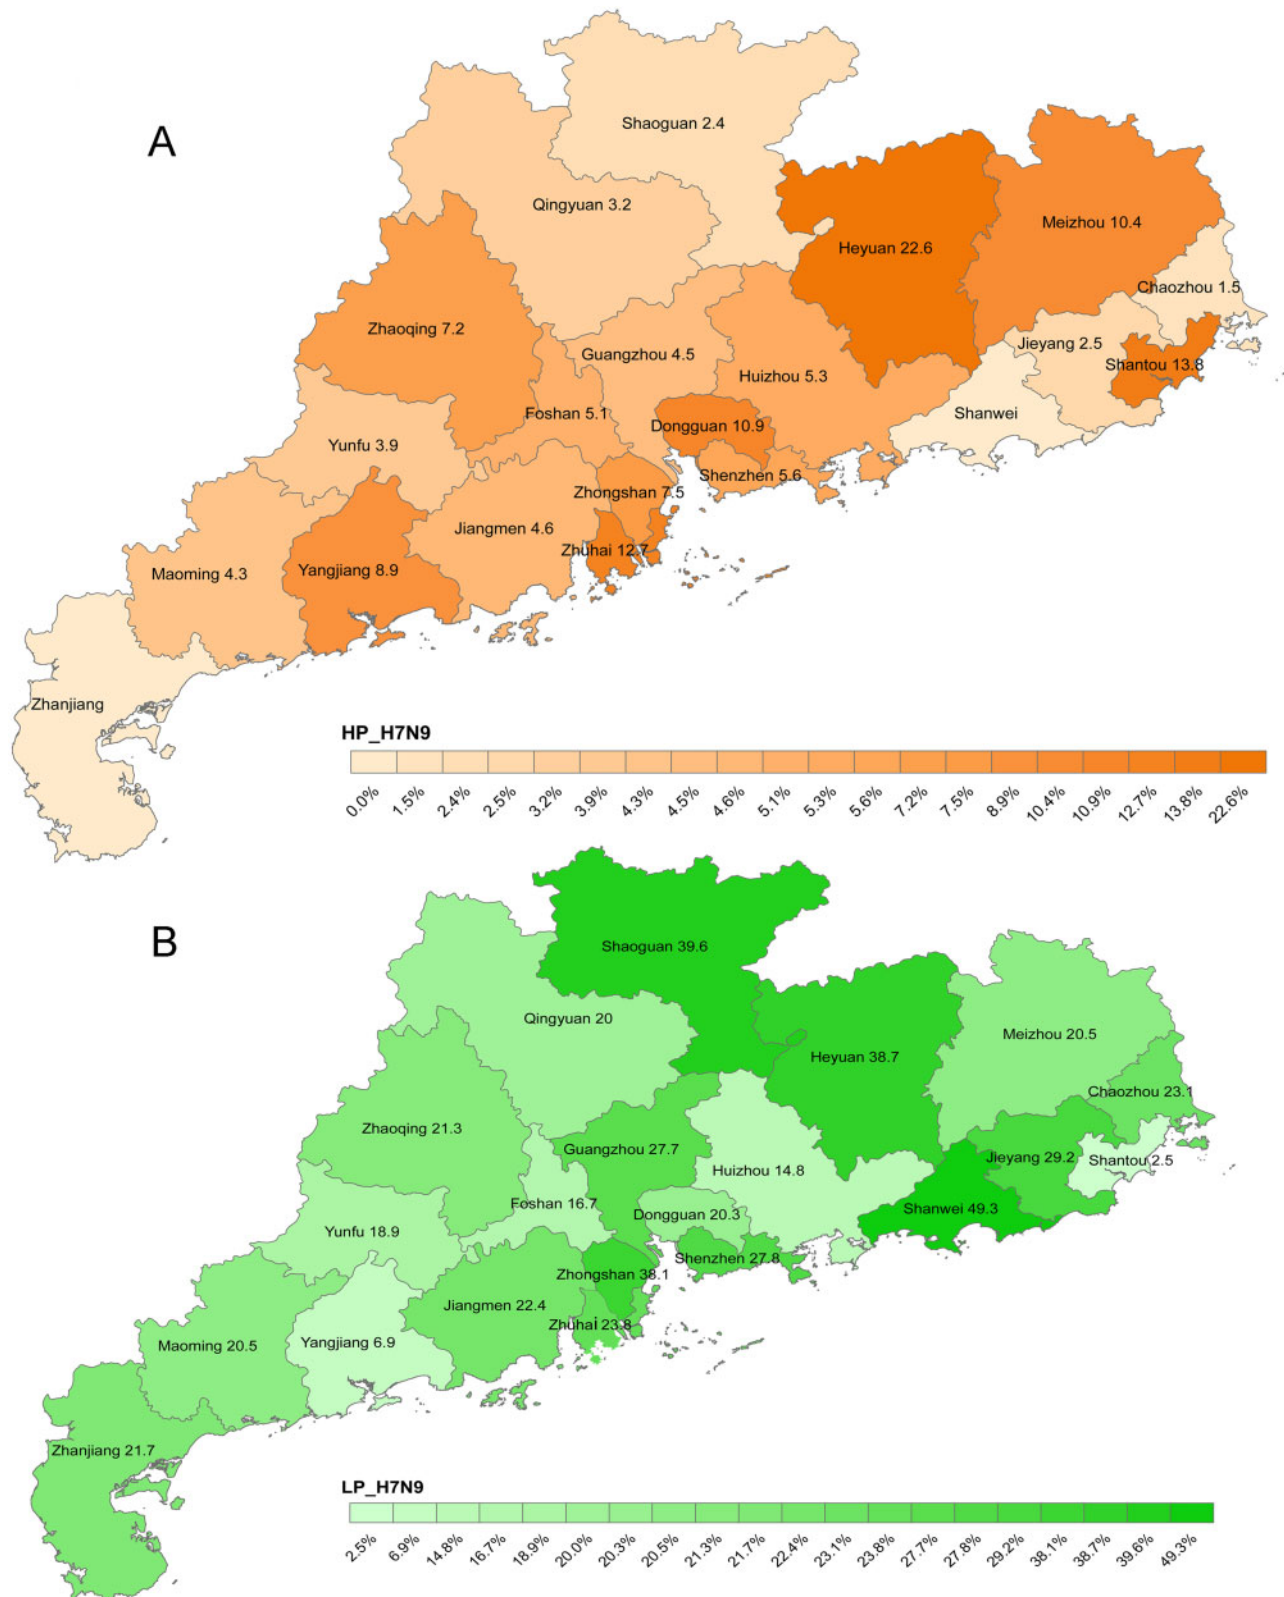 A
Shaoguan 2.4
Qingyuan 3.2
Meizhou 10.4
Heyuan 22.6
Chaozhou 1.5
Zhaoqing 7.2
Jieyang 2.5
Guangzhou 4.5
Shantou 13.8
Huizhou 5.3
Foshan 5.1
Shanwei
Dongguan 10.9
Yunfu 3.9
Shenzhen 5.6
Zhongshan 7.5
Jiangmen 4.6
Zhuhai 12.7
Yangjiang 8.9
Maoming 4.3
Zhanjiang
HP_H7N9
0.0% 1.5% 2.4% 2.5% 3.2% 3.9% 4.3% 4.5% 4.6% 5.1% 5.3% 5.6% 7.2% 7.5% 8.9% 10.4% 10.9% 12.7% 13.8% 22.6%
B
Shaoguan 39.6
Qingyuan 20
Meizhou 20.5
Heyuan 38.7
Chaozhou 23.1
Zhaoqing 21.3
Guangzhou 27.7
Jieyang 29.2
Shantou 2.5
Huizhou 14.8
Foshan 16.7
Shanwei 49.3
Dongguan 20.3
Yunfu 18.9
Shenzhen 27.8
Zhongshan 38.1
Jiangmen 22.4
Zhuhai 23.8
Yangjiang 6.9
Maoming 20.5
Zhanjiang 21.7
LP_H7N9
2.5% 6.9% 14.8% 16.7% 18.9% 20.0% 20.3% 20.5% 21.3% 21.7% 22.4% 23.1% 23.8% 27.7% 27.8% 29.2% 38.1% 38.7% 39.6% 49.3%